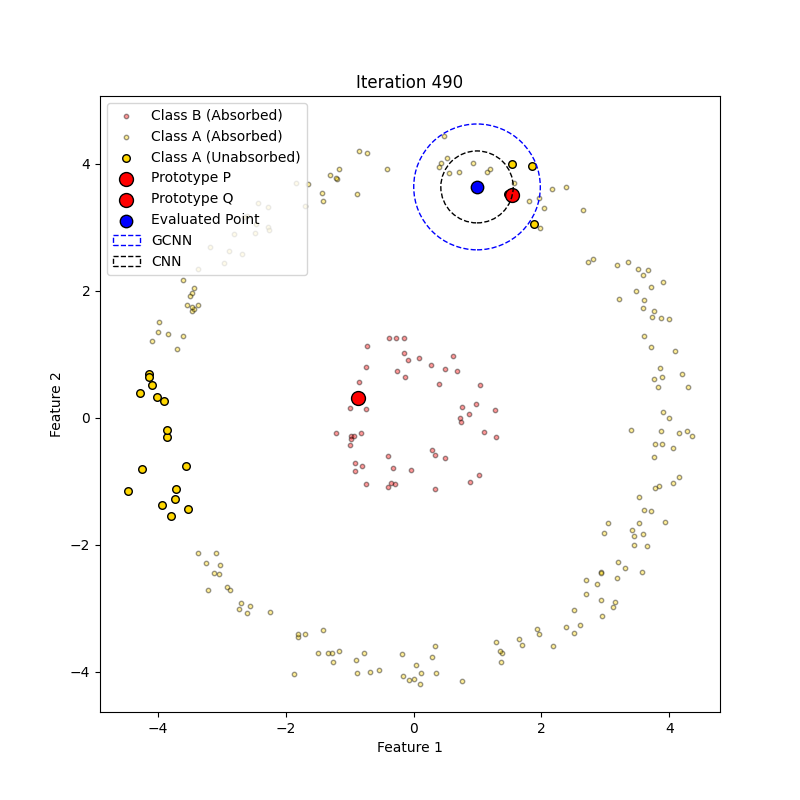 Iteration 490
Class B (Absorbed)
Class A (Absorbed)
Class A (Unabsorbed)
Prototype P
Prototype Q
Evaluated Point
GCNN
CNN
4
2
0
−2
−4
Feature 2
−4 −2 0 2 4
Feature 1